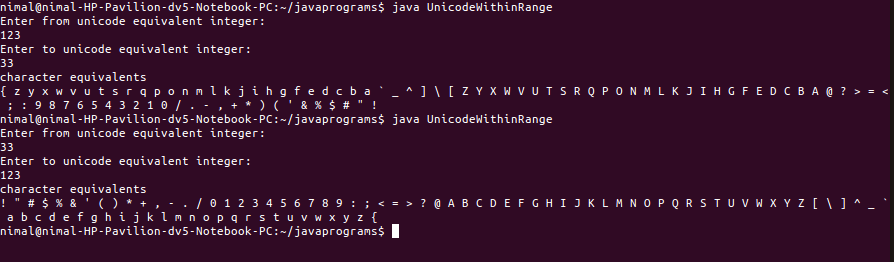 nimal@nimal-HP-Pavilion-dv5-Notebook-PC:~/javaprograms$ java UnicodeWithinRange
Enter from unicode equivalent integer:
123
Enter to unicode equivalent integer:
33
character equivalents
{ z y x w v u t s r q p o n m l k j i h g f e d c b a ` _ ^ ] \ [ Z Y X W V U T S R Q P O N M L K J I H G F E D C B A @ ? > = <
; : 9 8 7 6 5 4 3 2 1 0 / . - , + * ) ( ' & % $ # " !
nimal@nimal-HP-Pavilion-dv5-Notebook-PC:~/javaprograms$ java UnicodeWithinRange
Enter from unicode equivalent integer:
33
Enter to unicode equivalent integer:
123
character equivalents
! " # $ % & ' ( ) * + , - . / 0 1 2 3 4 5 6 7 8 9 : ; < = > ? @ A B C D E F G H I J K L M N O P Q R S T U V W X Y Z [ \ ] ^ _ `
a b c d e f g h i j k l m n o p q r s t u v w x y z {
nimal@nimal-HP-Pavilion-dv5-Notebook-PC:~/javaprograms$